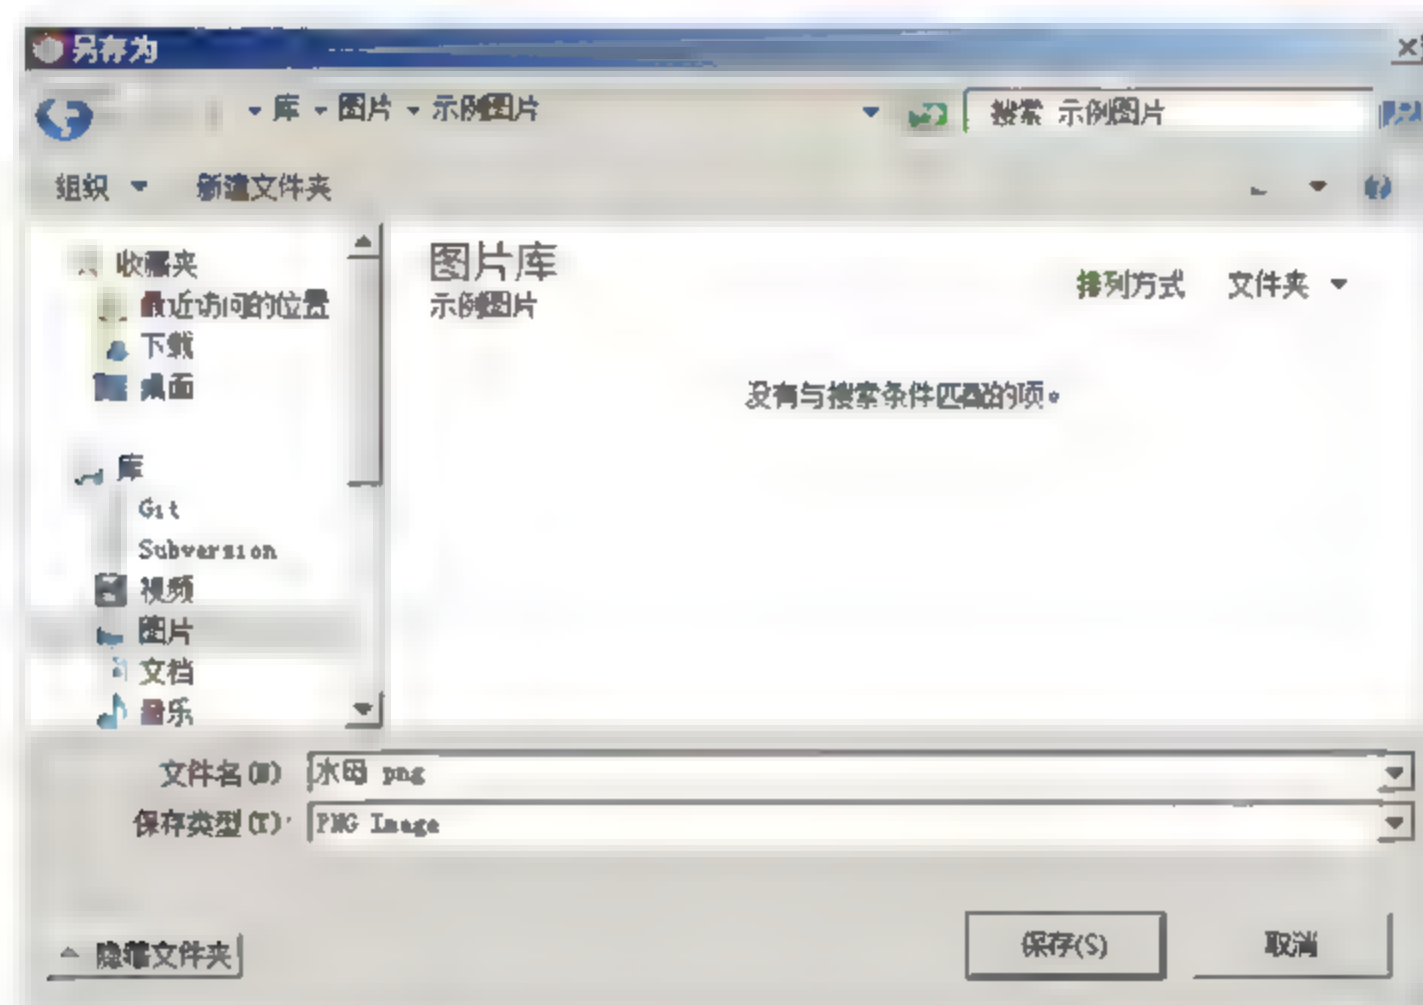 另存为
库 图片 示例图片 搜索 示例图片
组织 新建文件夹
收藏夹
最近访问的位置
下载
桌面
库
Git
Subversion
视频
图片
文档
音乐
图片库
示例图片
排列方式 文件夹
没有与搜索条件匹配的项。
文件名(N) 水母 png
保存类型(T): PNG Image
隐藏文件夹
保存(S)
取消